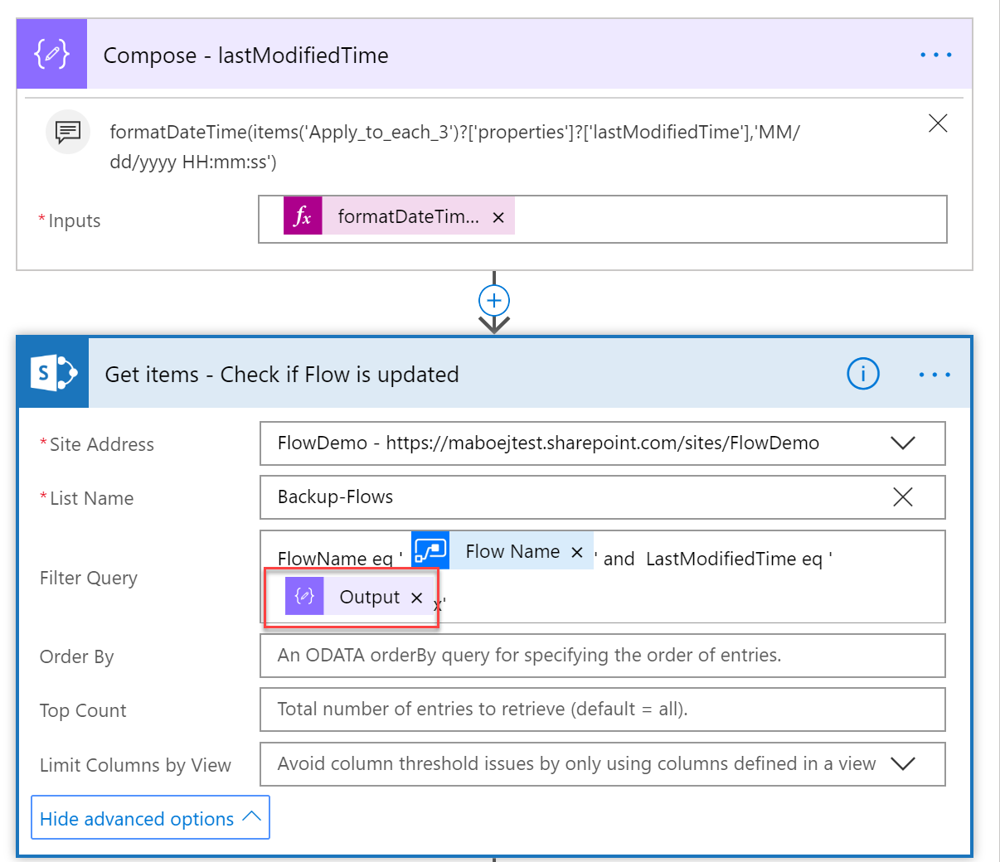 Compose - lastModifiedTime
formatDateTime(items('Apply_to_each_3')?['properties']?['lastModifiedTime'],'MM/
dd/yyyy HH:mm:ss')
*Inputs
fx formatDateTim... ×
S
Get items - Check if Flow is updated
i
*Site Address
FlowDemo - https://maboejtest.sharepoint.com/sites/FlowDemo
*List Name
Backup-Flows
Filter Query
FlowName eq ' Flow Name × ' and LastModifiedTime eq '
Output × x'
Order By
An ODATA orderBy query for specifying the order of entries.
Top Count
Total number of entries to retrieve (default = all).
Limit Columns by View
Avoid column threshold issues by only using columns defined in a view
Hide advanced options